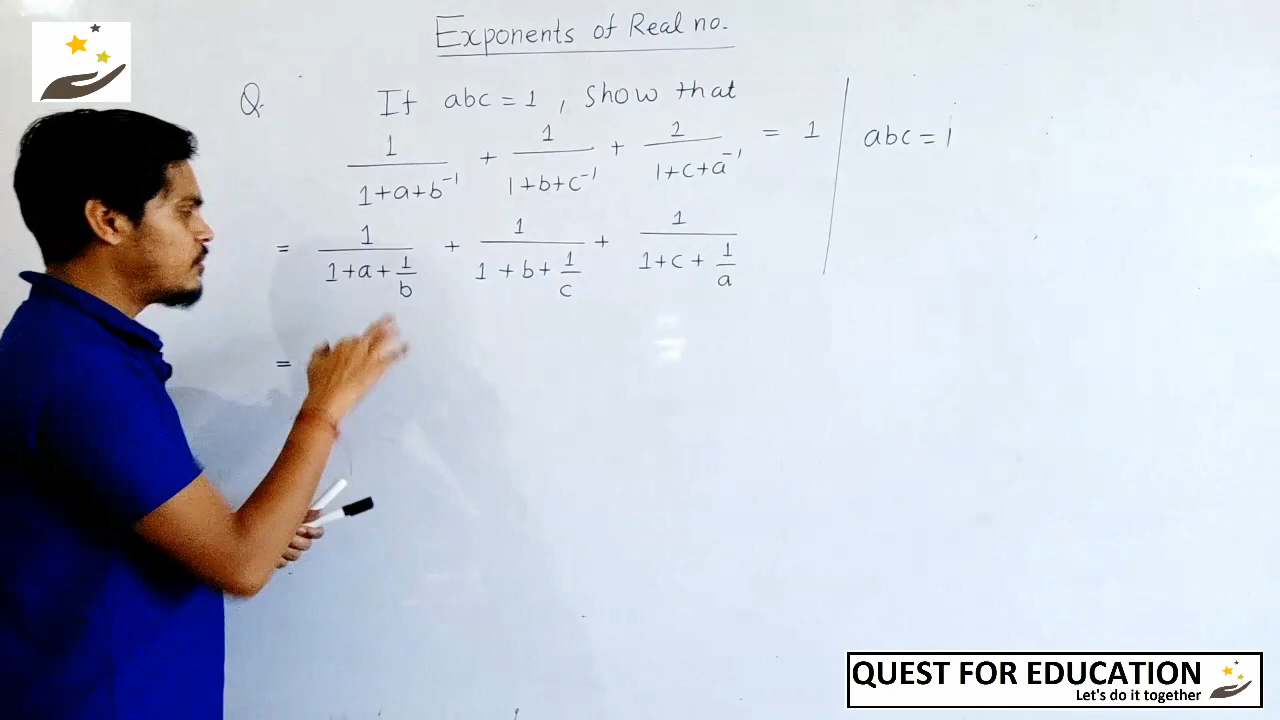 Exponents of Real no.
Q. If abc = 1, Show that
1/(1+a+b⁻¹) + 1/(1+b+c⁻¹) + 1/(1+c+a⁻¹) = 1
abc = 1
= 1/(1+a+1/b) + 1/(1+b+1/c) + 1/(1+c+1/a)
=
QUEST FOR EDUCATION
Let's do it together